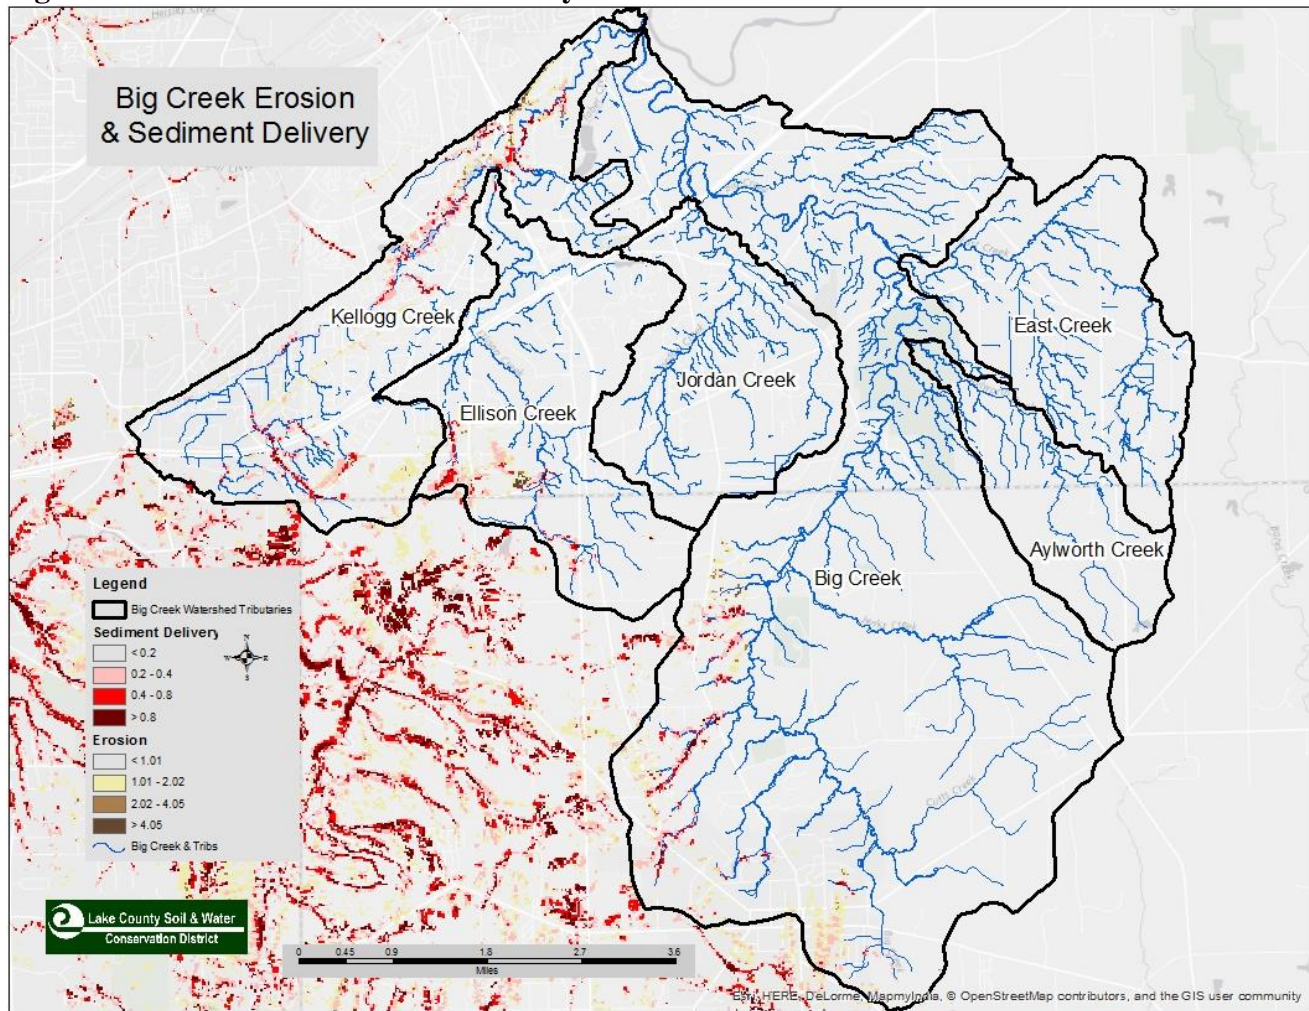 Big Creek Erosion
& Sediment Delivery
Kellogg Creek
East Creek
Jordan Creek
Ellison Creek
Aylworth Creek
Big Creek
Cutts Creek
Legend
Big Creek Watershed Tributaries
Sediment Delivery
N
W
E
S
< 0.2
0.2 - 0.4
0.4 - 0.8
> 0.8
Erosion
< 1.01
1.01 - 2.02
2.02 - 4.05
> 4.05
Big Creek & Tribs
Lake County Soil & Water
Conservation District
0 0.45 0.9 1.8 2.7 3.6
Miles
Esri, HERE, DeLorme, MapmyIndia, © OpenStreetMap contributors, and the GIS user community